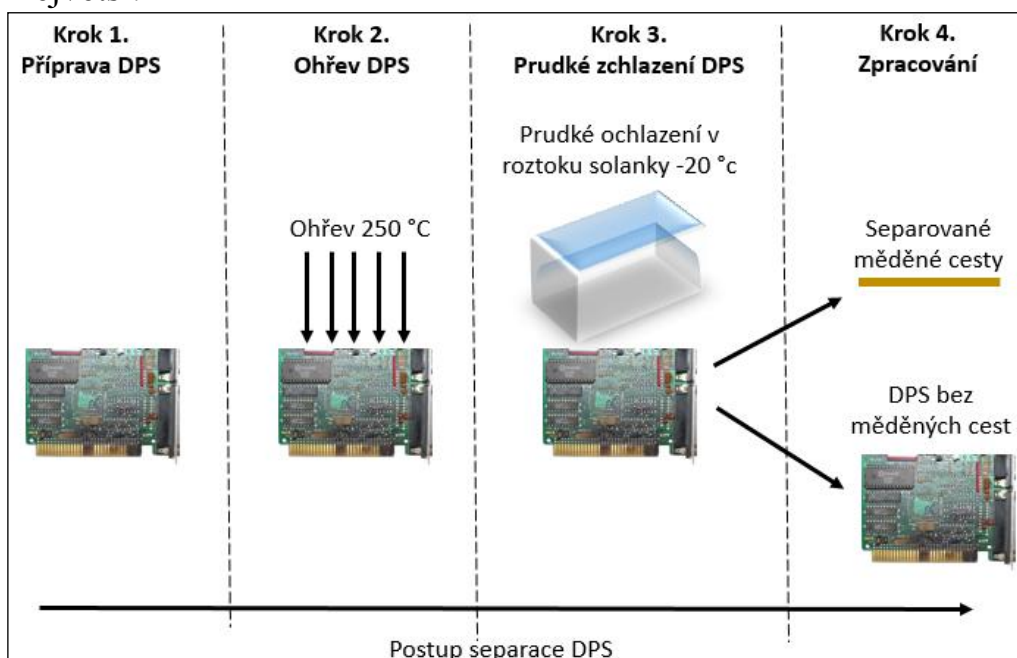 Krok 1.
Příprava DPS
Krok 2.
Ohřev DPS
Krok 3.
Prudké zchlazení DPS
Krok 4.
Zpracování
Ohřev 250 °C
Prudké ochlazení v
roztoku solanky -20 °c
Separované
měděné cesty
DPS bez
měděných cest
Postup separace DPS